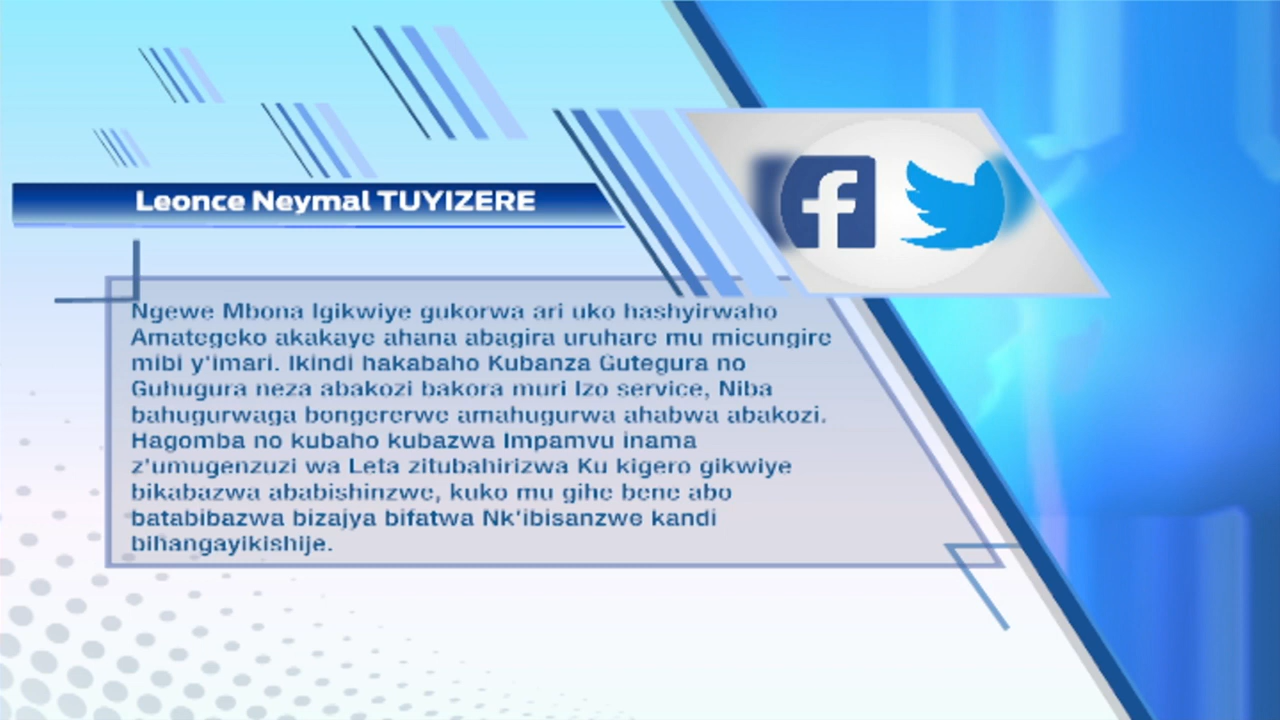 Leonce Neymal TUYIZERE
Ngewe Mbona Igikwiye gukorwa ari uko hashyirwaho
Amategeko akakaye ahana abagira uruhare mu micungire
mibi y'imari. Ikindi hakabaho Kubanza Gutegura no
Guhugura neza abakozi bakora muri Izo service, Niba
bahugurwaga bongererwe amahugurwa ahabwa abakozi.
Hagomba no kubaho kubazwa Impamvu inama
z'umugenzuzi wa Leta zitubahirizwa Ku kigero gikwiye
bikabazwa ababishinzwe, kuko mu gihe bene abo
batabibazwa bizajya bifatwa Nk'ibisanzwe kandi
bihangayikishije.